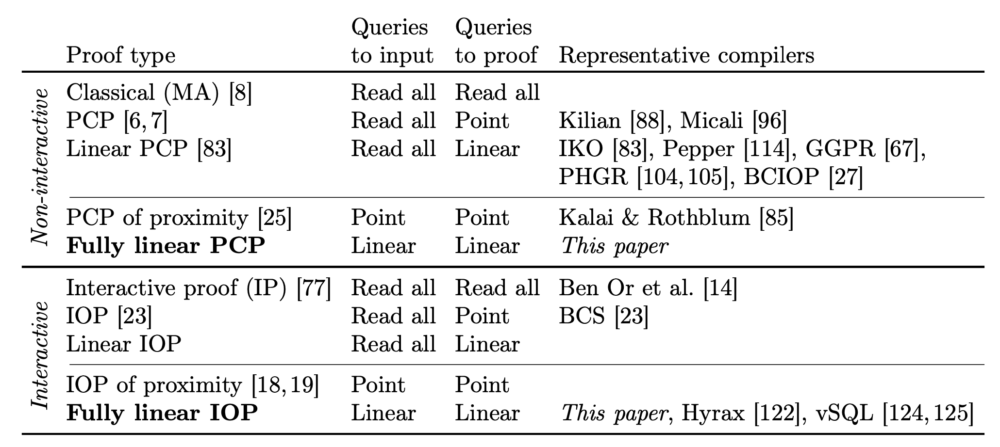 Queries Queries
Proof type to input to proof Representative compilers
Non-interactive
Classical (MA) [8] Read all Read all
PCP [6, 7] Read all Point Kilian [88], Micali [96]
Linear PCP [83] Read all Linear IKO [83], Pepper [114], GGPR [67],
PHGR [104, 105], BCIOP [27]
PCP of proximity [25] Point Point Kalai & Rothblum [85]
Fully linear PCP Linear Linear This paper
Interactive
Interactive proof (IP) [77] Read all Read all Ben Or et al. [14]
IOP [23] Read all Point BCS [23]
Linear IOP Read all Linear
IOP of proximity [18, 19] Point Point
Fully linear IOP Linear Linear This paper, Hyrax [122], vSQL [124, 125]